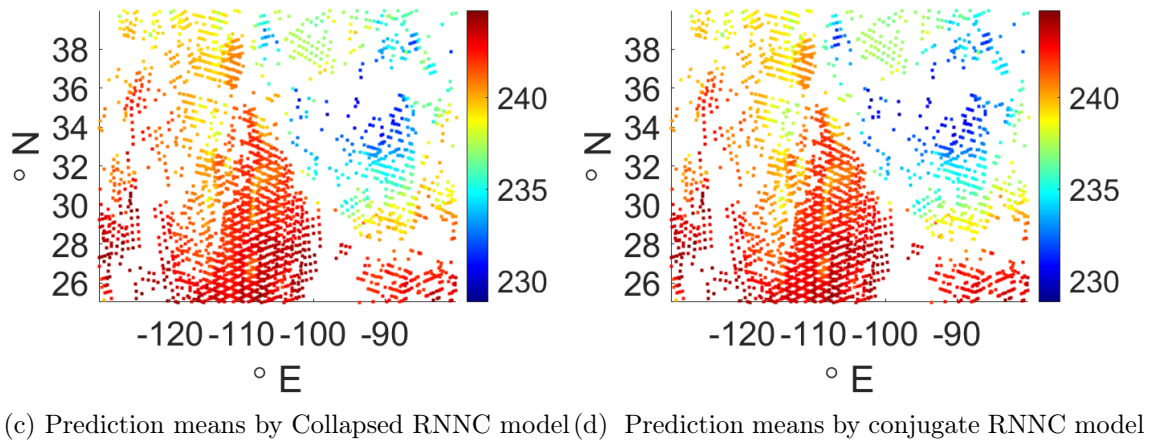 38
36
34
32
30
28
26
° N
-120 -110 -100 -90
° E
240
235
230
38
36
34
32
30
28
26
° N
-120 -110 -100 -90
° E
240
235
230
(c) Prediction means by Collapsed RNNC model
(d) Prediction means by conjugate RNNC model